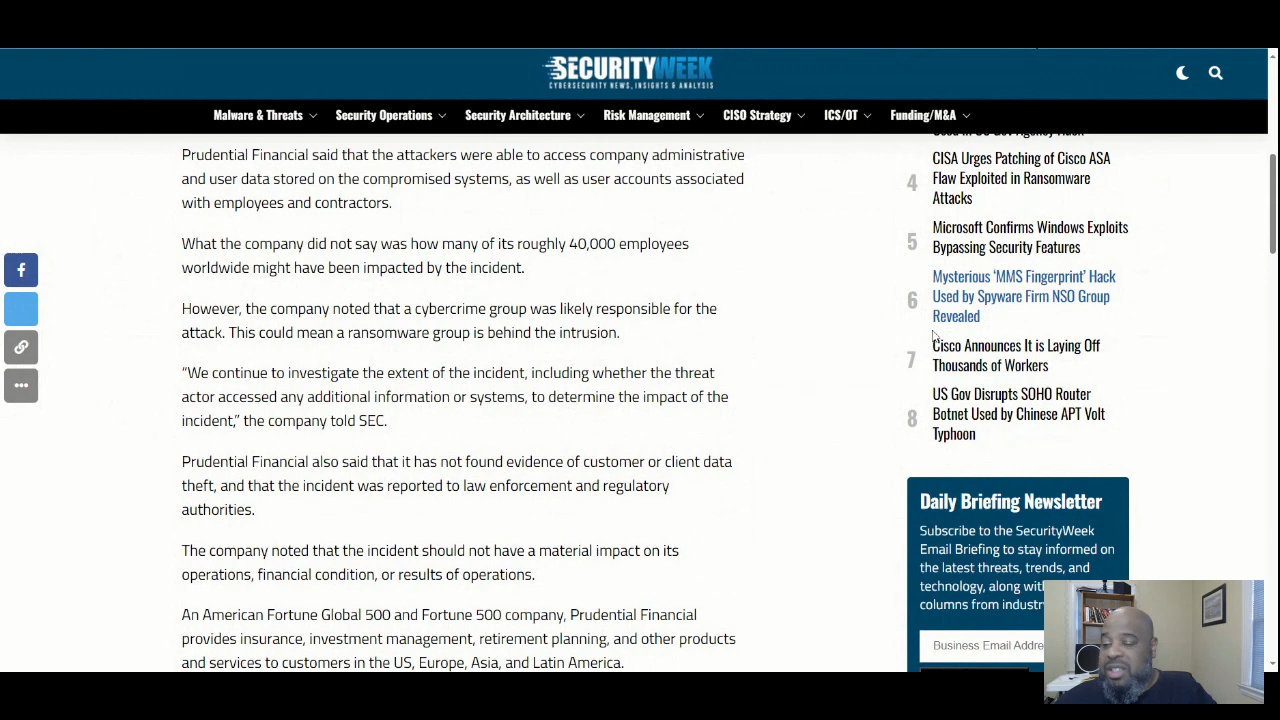 SECURITYWEEK
CYBERSECURITY NEWS, INSIGHTS & ANALYSIS
Malware & Threats
Security Operations
Security Architecture
Risk Management
CISO Strategy
ICS/OT
Funding/M&A
Prudential Financial said that the attackers were able to access company administrative
and user data stored on the compromised systems, as well as user accounts associated
with employees and contractors.
What the company did not say was how many of its roughly 40,000 employees
worldwide might have been impacted by the incident.
However, the company noted that a cybercrime group was likely responsible for the
attack. This could mean a ransomware group is behind the intrusion.
“We continue to investigate the extent of the incident, including whether the threat
actor accessed any additional information or systems, to determine the impact of the
incident,” the company told SEC.
Prudential Financial also said that it has not found evidence of customer or client data
theft, and that the incident was reported to law enforcement and regulatory
authorities.
The company noted that the incident should not have a material impact on its
operations, financial condition, or results of operations.
An American Fortune Global 500 and Fortune 500 company, Prudential Financial
provides insurance, investment management, retirement planning, and other products
and services to customers in the US, Europe, Asia, and Latin America.
4
CISA Urges Patching of Cisco ASA
Flaw Exploited in Ransomware
Attacks
5
Microsoft Confirms Windows Exploits
Bypassing Security Features
6
Mysterious ‘MMS Fingerprint’ Hack
Used by Spyware Firm NSO Group
Revealed
7
Cisco Announces It is Laying Off
Thousands of Workers
8
US Gov Disrupts SOHO Router
Botnet Used by Chinese APT Volt
Typhoon
Daily Briefing Newsletter
Subscribe to the SecurityWeek
Email Briefing to stay informed on
the latest threats, trends, and
technology, along
columns from
Business Email